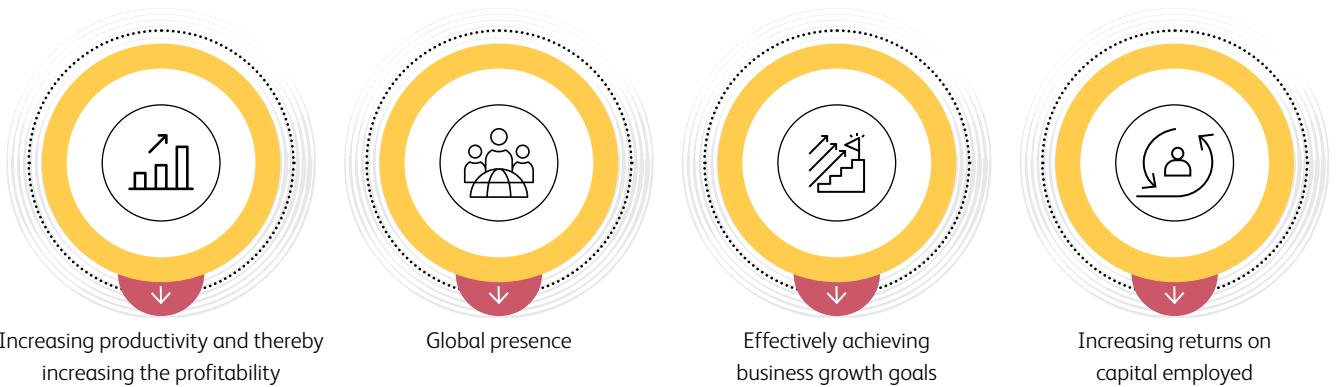 Increasing productivity and thereby
increasing the profitability
Global presence
Effectively achieving
business growth goals
Increasing returns on
capital employed